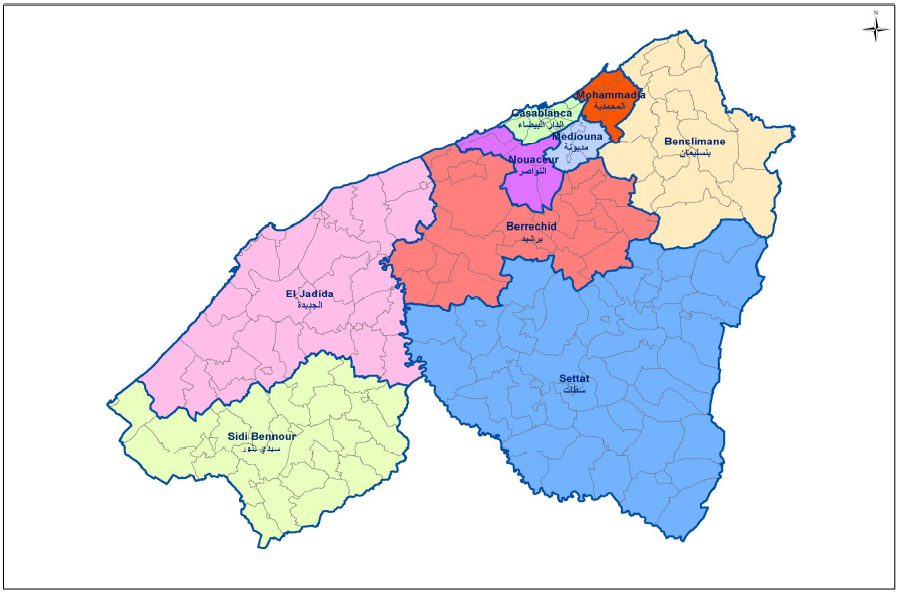 N
Mohammadia
المحمدية
Casablanca
الدار البيضاء
Mediouna
مديونة
Benslimane
بنسليمان
Nouaceur
النواصر
Berrechid
برشيد
El Jadida
الجديدة
Settat
سطات
Sidi Bennour
سيدي بنور